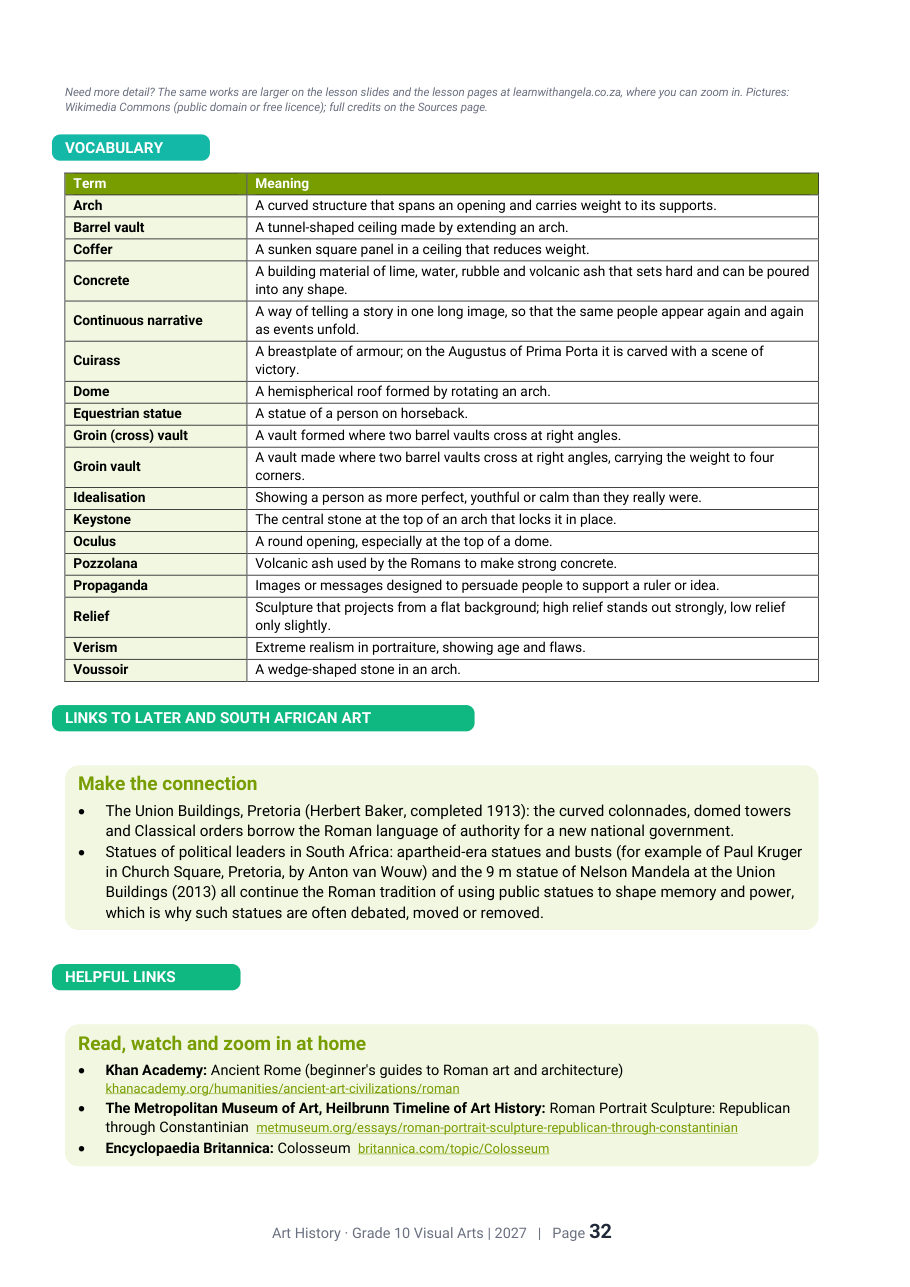 Need more detail? The same works are larger on the lesson slides and the lesson pages at learnwithangela.co.za, where you can zoom in. Pictures:
Wikimedia Commons (public domain or free licence); full credits on the Sources page.
VOCABULARY
Term Meaning
Arch A curved structure that spans an opening and carries weight to its supports.
Barrel vault A tunnel-shaped ceiling made by extending an arch.
Coffer A sunken square panel in a ceiling that reduces weight.
Concrete A building material of lime, water, rubble and volcanic ash that sets hard and can be poured
into any shape.
Continuous narrative A way of telling a story in one long image, so that the same people appear again and again
as events unfold.
Cuirass A breastplate of armour; on the Augustus of Prima Porta it is carved with a scene of
victory.
Dome A hemispherical roof formed by rotating an arch.
Equestrian statue A statue of a person on horseback.
Groin (cross) vault A vault formed where two barrel vaults cross at right angles.
Groin vault A vault made where two barrel vaults cross at right angles, carrying the weight to four
corners.
Idealisation Showing a person as more perfect, youthful or calm than they really were.
Keystone The central stone at the top of an arch that locks it in place.
Oculus A round opening, especially at the top of a dome.
Pozzolana Volcanic ash used by the Romans to make strong concrete.
Propaganda Images or messages designed to persuade people to support a ruler or idea.
Relief Sculpture that projects from a flat background; high relief stands out strongly, low relief
only slightly.
Verism Extreme realism in portraiture, showing age and flaws.
Voussoir A wedge-shaped stone in an arch.
LINKS TO LATER AND SOUTH AFRICAN ART
Make the connection
• The Union Buildings, Pretoria (Herbert Baker, completed 1913): the curved colonnades, domed towers
and Classical orders borrow the Roman language of authority for a new national government.
• Statues of political leaders in South Africa: apartheid-era statues and busts (for example of Paul Kruger
in Church Square, Pretoria, by Anton van Wouw) and the 9 m statue of Nelson Mandela at the Union
Buildings (2013) all continue the Roman tradition of using public statues to shape memory and power,
which is why such statues are often debated, moved or removed.
HELPFUL LINKS
Read, watch and zoom in at home
• Khan Academy: Ancient Rome (beginner's guides to Roman art and architecture)
khanacademy.org/humanities/ancient-art-civilizations/roman
• The Metropolitan Museum of Art, Heilbrunn Timeline of Art History: Roman Portrait Sculpture: Republican
through Constantinian metmuseum.org/essays/roman-portrait-sculpture-republican-through-constantinian
• Encyclopaedia Britannica: Colosseum britannica.com/topic/Colosseum
Art History · Grade 10 Visual Arts | 2027 | Page 32